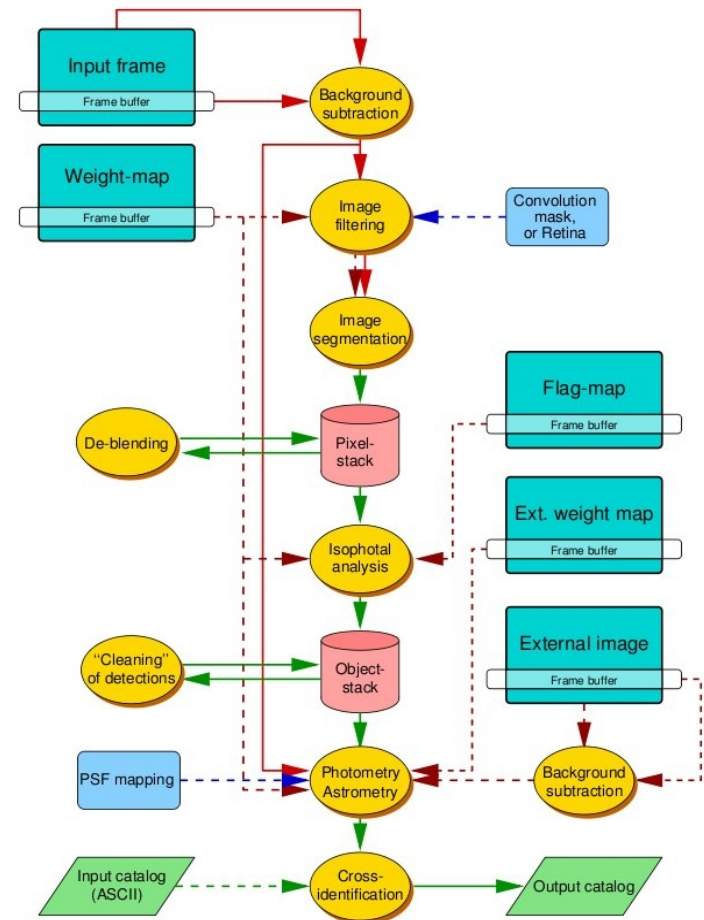 Input frame
Frame buffer
Background
subtraction
Weight-map
Frame buffer
Image
filtering
Convolution
mask,
or Retina
Image
segmentation
Flag-map
Frame buffer
De-blending
Pixel-
stack
Ext. weight map
Frame buffer
Isophotal
analysis
External image
Frame buffer
“Cleaning”
of detections
Object-
stack
PSF mapping
Photometry
Astrometry
Background
subtraction
Input catalog
(ASCII)
Cross-
identification
Output catalog